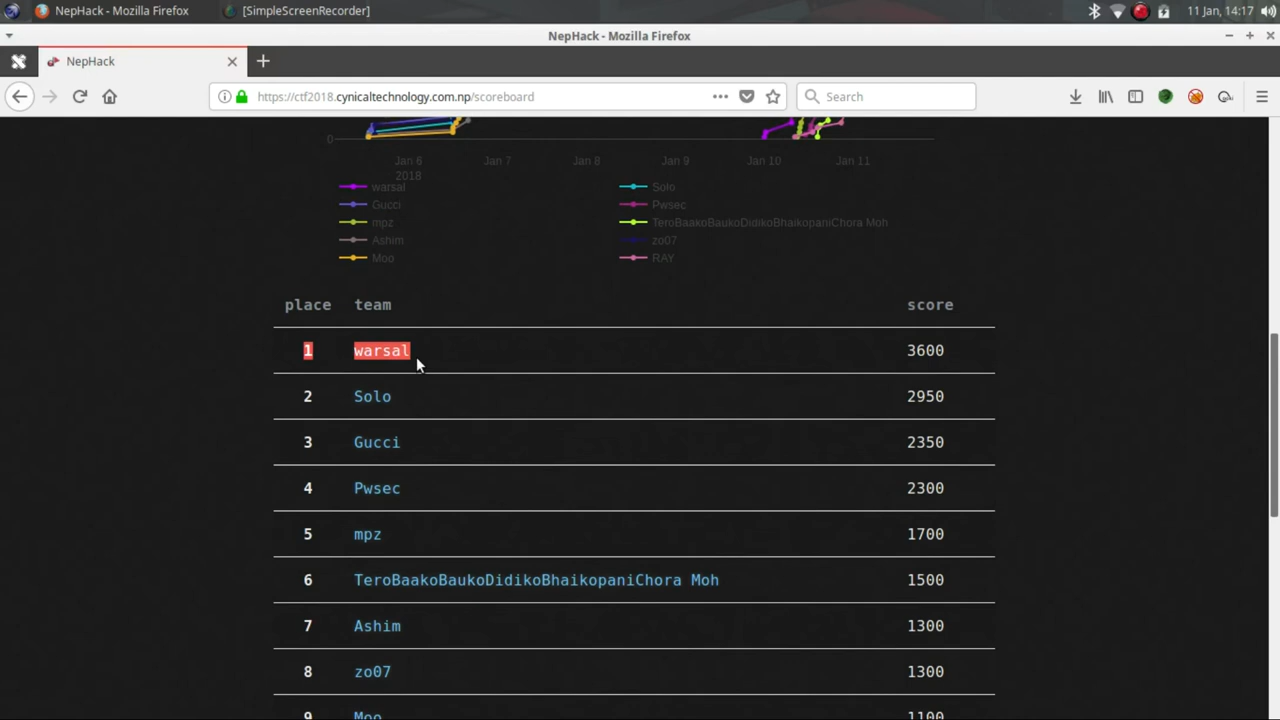 NepHack - Mozilla Firefox
[SimpleScreenRecorder]
11 Jan, 14:17
NepHack - Mozilla Firefox
NepHack
https://ctf2018.cynicaltechnology.com.np/scoreboard
Search
0
Jan 6
2018
Jan 7
Jan 8
Jan 9
Jan 10
Jan 11
warsal
Solo
Gucci
Pwsec
mpz
TeroBaakoBaukoDidikoBhaikopaniChora Moh
Ashim
zo07
Moo
RAY
place team score
1 warsal 3600
2 Solo 2950
3 Gucci 2350
4 Pwsec 2300
5 mpz 1700
6 TeroBaakoBaukoDidikoBhaikopaniChora Moh 1500
7 Ashim 1300
8 zo07 1300
9 Moo 1100